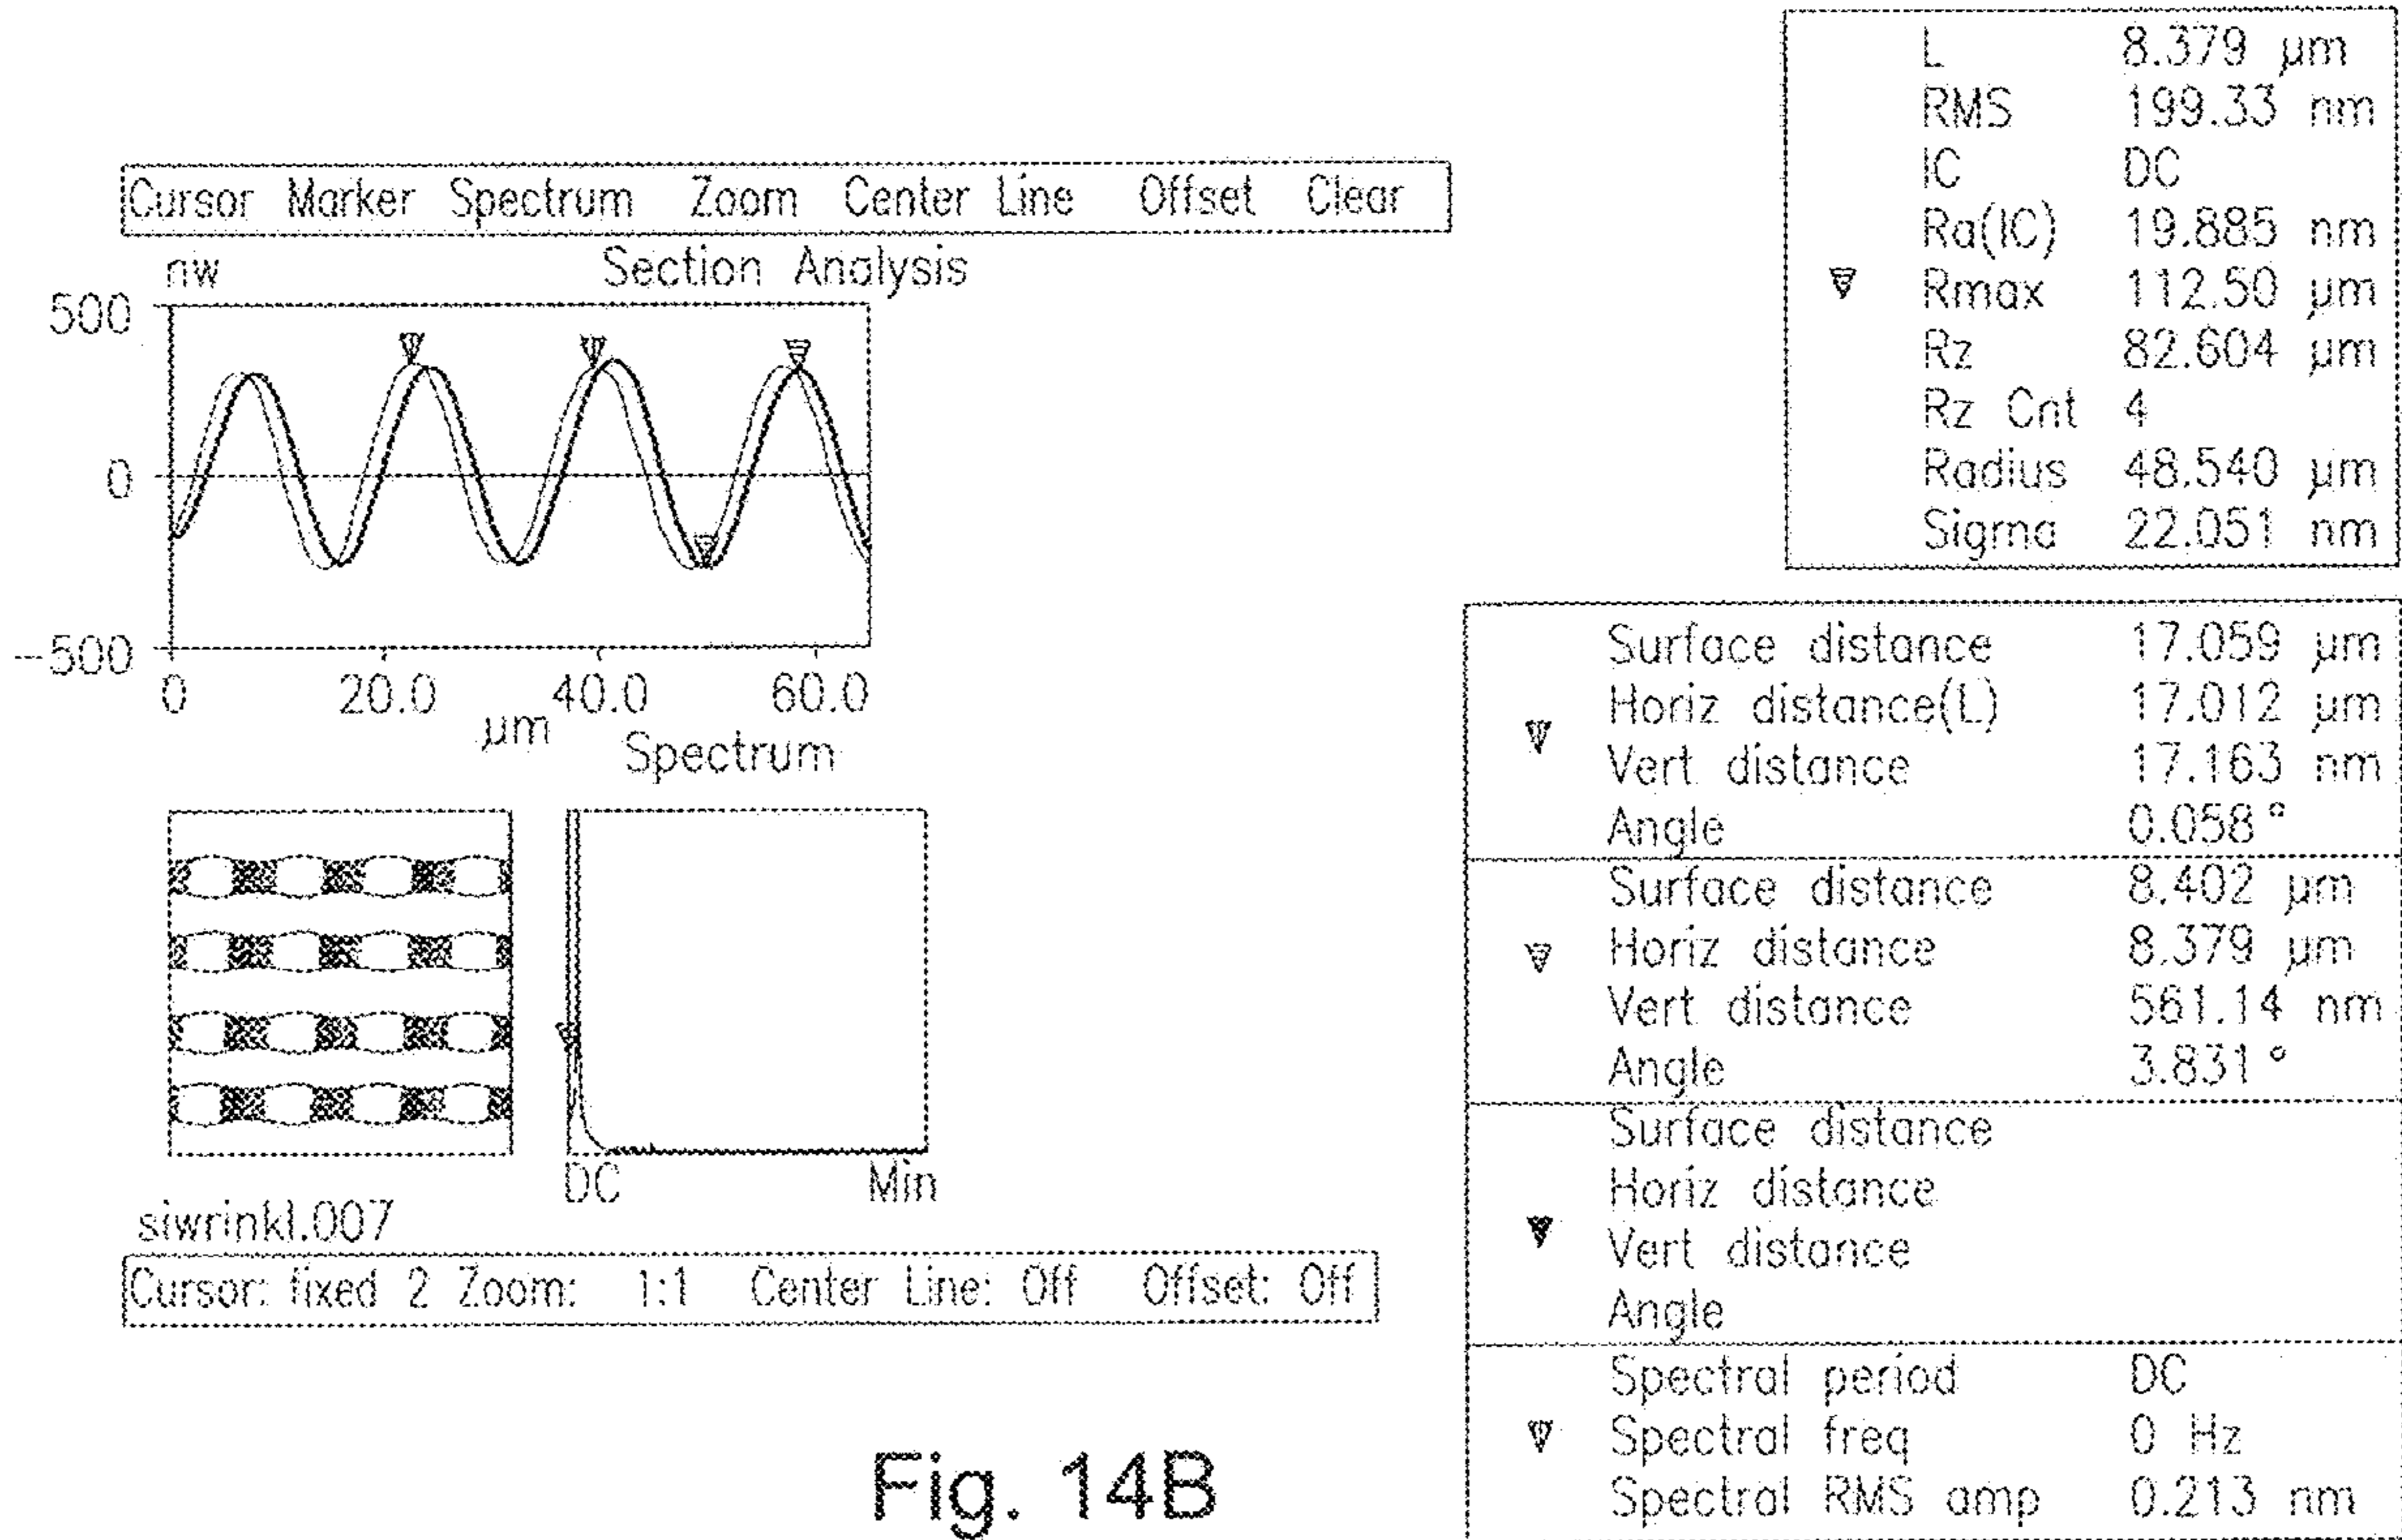 L 8.379 µm
RMS 199.33 nm
IC DC
Ra(IC) 19.885 nm
Rmax 112.50 µm
Rz 82.604 µm
Rz Cnt 4
Radius 48.540 µm
Sigma 22.051 nm
Cursor Marker Spectrum Zoom Center Line Offset Clear
nw Section Analysis
500
0
-500
0 20.0 40.0 60.0
µm
Spectrum
DC Min
siwrinkl.007
Cursor: fixed 2 Zoom: 1:1 Center Line: Off Offset: Off
Surface distance 17.059 µm
Horiz distance(L) 17.012 µm
Vert distance 17.163 nm
Angle 0.058°
Surface distance 8.402 µm
Horiz distance 8.379 µm
Vert distance 561.14 nm
Angle 3.831°
Surface distance
Horiz distance
Vert distance
Angle
Spectral period DC
Spectral freq 0 Hz
Spectral RMS amp 0.213 nm
Fig. 14B